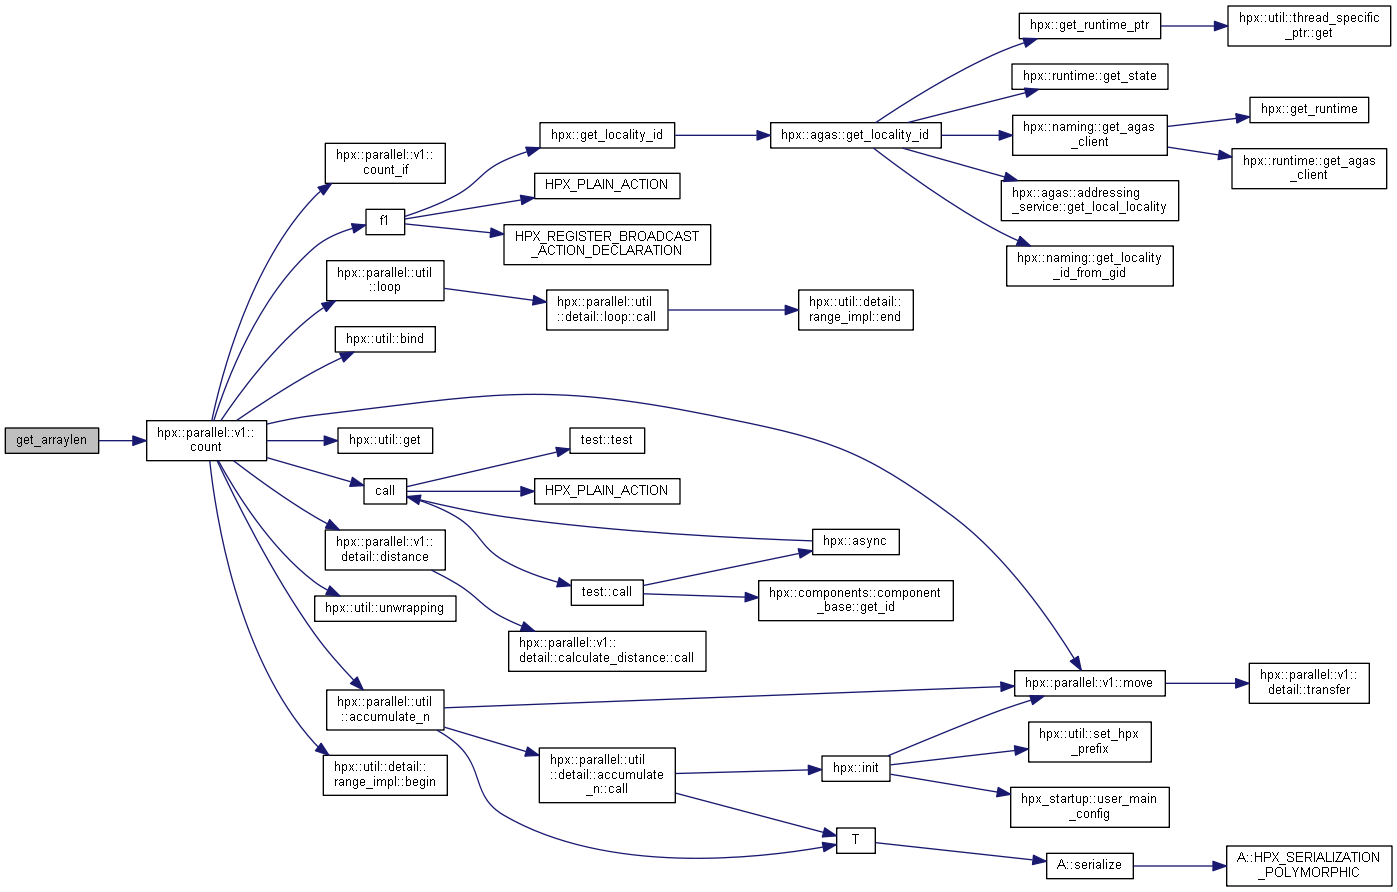 get_arraylen
hpx::parallel::v1::
count
hpx::parallel::v1::
count_if
f1
hpx::parallel::util
::loop
hpx::util::bind
hpx::util::get
call
hpx::parallel::v1::
detail::distance
hpx::util::unwrapping
hpx::parallel::util
::accumulate_n
hpx::util::detail::
range_impl::begin
hpx::get_locality_id
HPX_PLAIN_ACTION
HPX_REGISTER_BROADCAST
_ACTION_DECLARATION
hpx::parallel::util
::detail::loop::call
test::test
HPX_PLAIN_ACTION
test::call
hpx::parallel::v1::
detail::calculate_distance::call
hpx::parallel::util
::detail::accumulate
_n::call
hpx::agas::get_locality_id
hpx::util::detail::
range_impl::end
hpx::async
hpx::components::component
_base::get_id
hpx::init
T
hpx::get_runtime_ptr
hpx::runtime::get_state
hpx::naming::get_agas
_client
hpx::agas::addressing
_service::get_local_locality
hpx::naming::get_locality
_id_from_gid
hpx::parallel::v1::move
hpx::util::set_hpx
_prefix
hpx_startup::user_main
_config
A::serialize
hpx::util::thread_specific
_ptr::get
hpx::get_runtime
hpx::runtime::get_agas
_client
hpx::parallel::v1::
detail::transfer
A::HPX_SERIALIZATION
_POLYMORPHIC